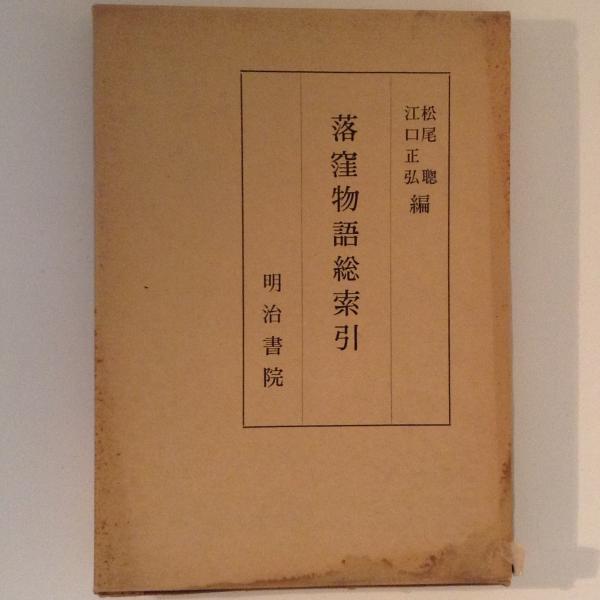 松尾 聰
江口正弘 編
落窪物語総索引
明治書院